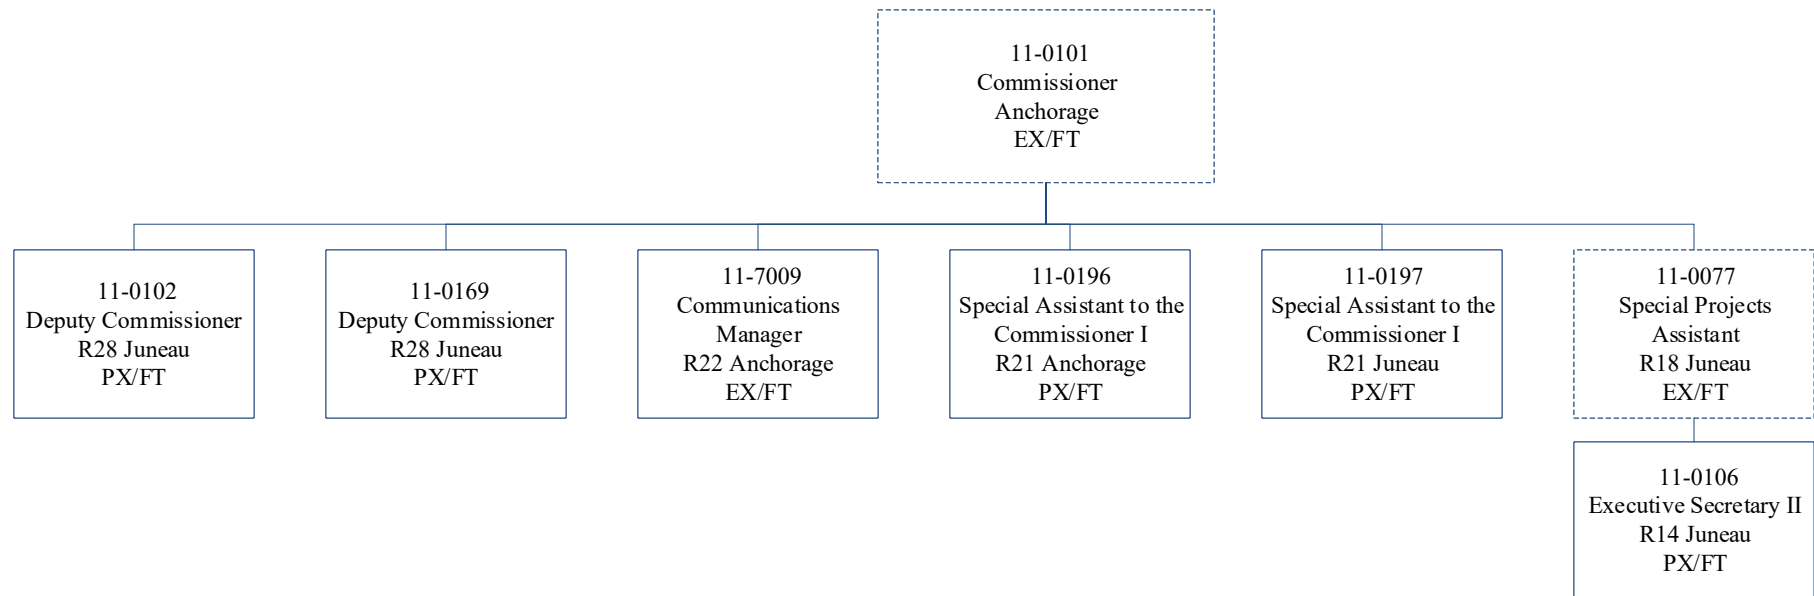 11-0101
Commissioner
Anchorage
EX/FT
11-0102
Deputy Commissioner
R28 Juneau
PX/FT
11-0169
Deputy Commissioner
R28 Juneau
PX/FT
11-7009
Communications
Manager
R22 Anchorage
EX/FT
11-0196
Special Assistant to the
Commissioner I
R21 Anchorage
PX/FT
11-0197
Special Assistant to the
Commissioner I
R21 Juneau
PX/FT
11-0077
Special Projects
Assistant
R18 Juneau
EX/FT
11-0106
Executive Secretary II
R14 Juneau
PX/FT